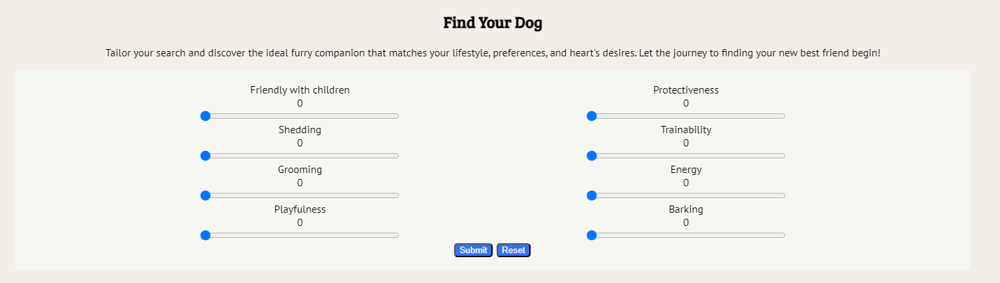 Find Your Dog
Tailor your search and discover the ideal furry companion that matches your lifestyle, preferences, and heart's desires. Let the journey to finding your new best friend begin!
Friendly with children
0
Shedding
0
Grooming
0
Playfulness
0
Protectiveness
0
Trainability
0
Energy
0
Barking
0
Submit Reset